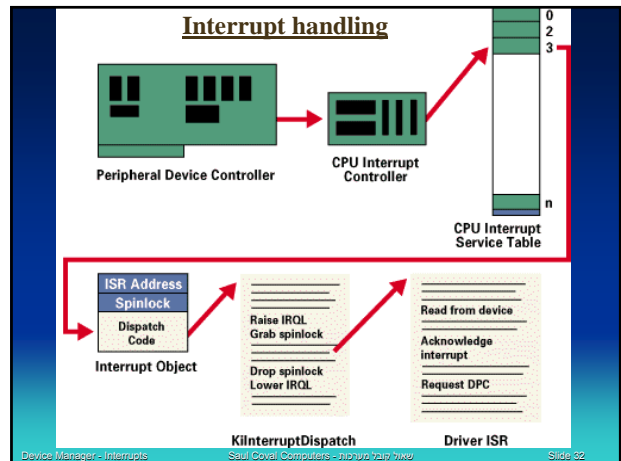 Interrupt handling
0
2
3
n
Peripheral Device Controller
CPU Interrupt
Controller
CPU Interrupt
Service Table
ISR Address
Spinlock
Dispatch
Code
Interrupt Object
Raise IRQL
Grab spinlock
Drop spinlock
Lower IRQL
KiInterruptDispatch
Read from device
Acknowledge
interrupt
Request DPC
Driver ISR
Device Manager - Interrupts
Saul Coval Computers - שאול קובל מערכות
Slide 32